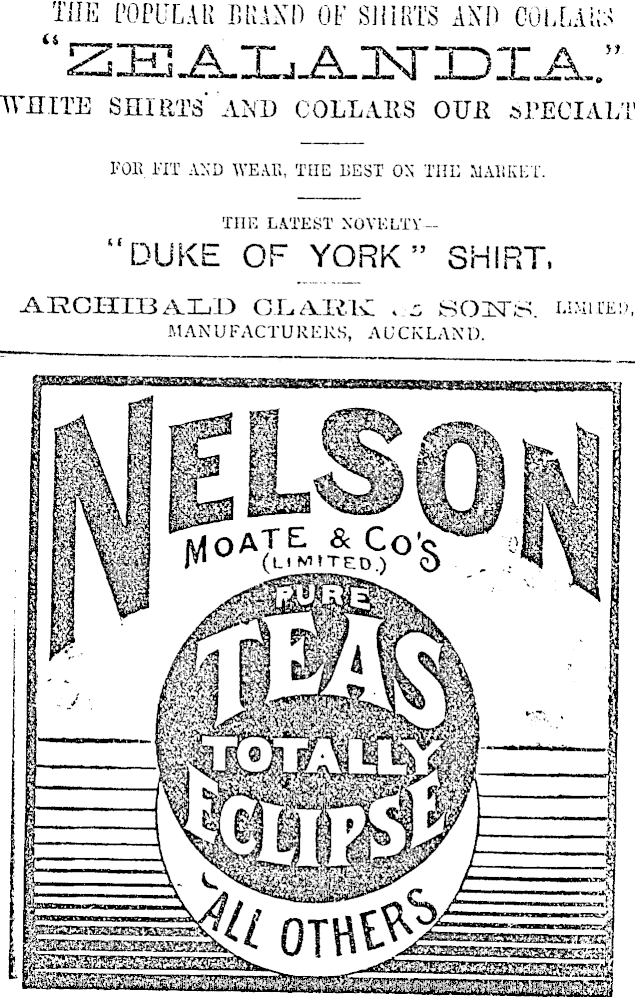 THE POPULAR BRAND OF SHIRTS AND COLLARS
"ZEALANDIA."
WHITE SHIRTS AND COLLARS OUR SPECIALT
FOR FIT AND WEAR, THE BEST ON THE MARKET.
THE LATEST NOVELTY—
"DUKE OF YORK" SHIRT,
ARCHIBALD CLARK & SONS. LIMITED,
MANUFACTURERS, AUCKLAND.
NELSON
MOATE & CO'S
(LIMITED.)
PURE
TEAS
TOTALLY
ECLIPSE
ALL OTHERS